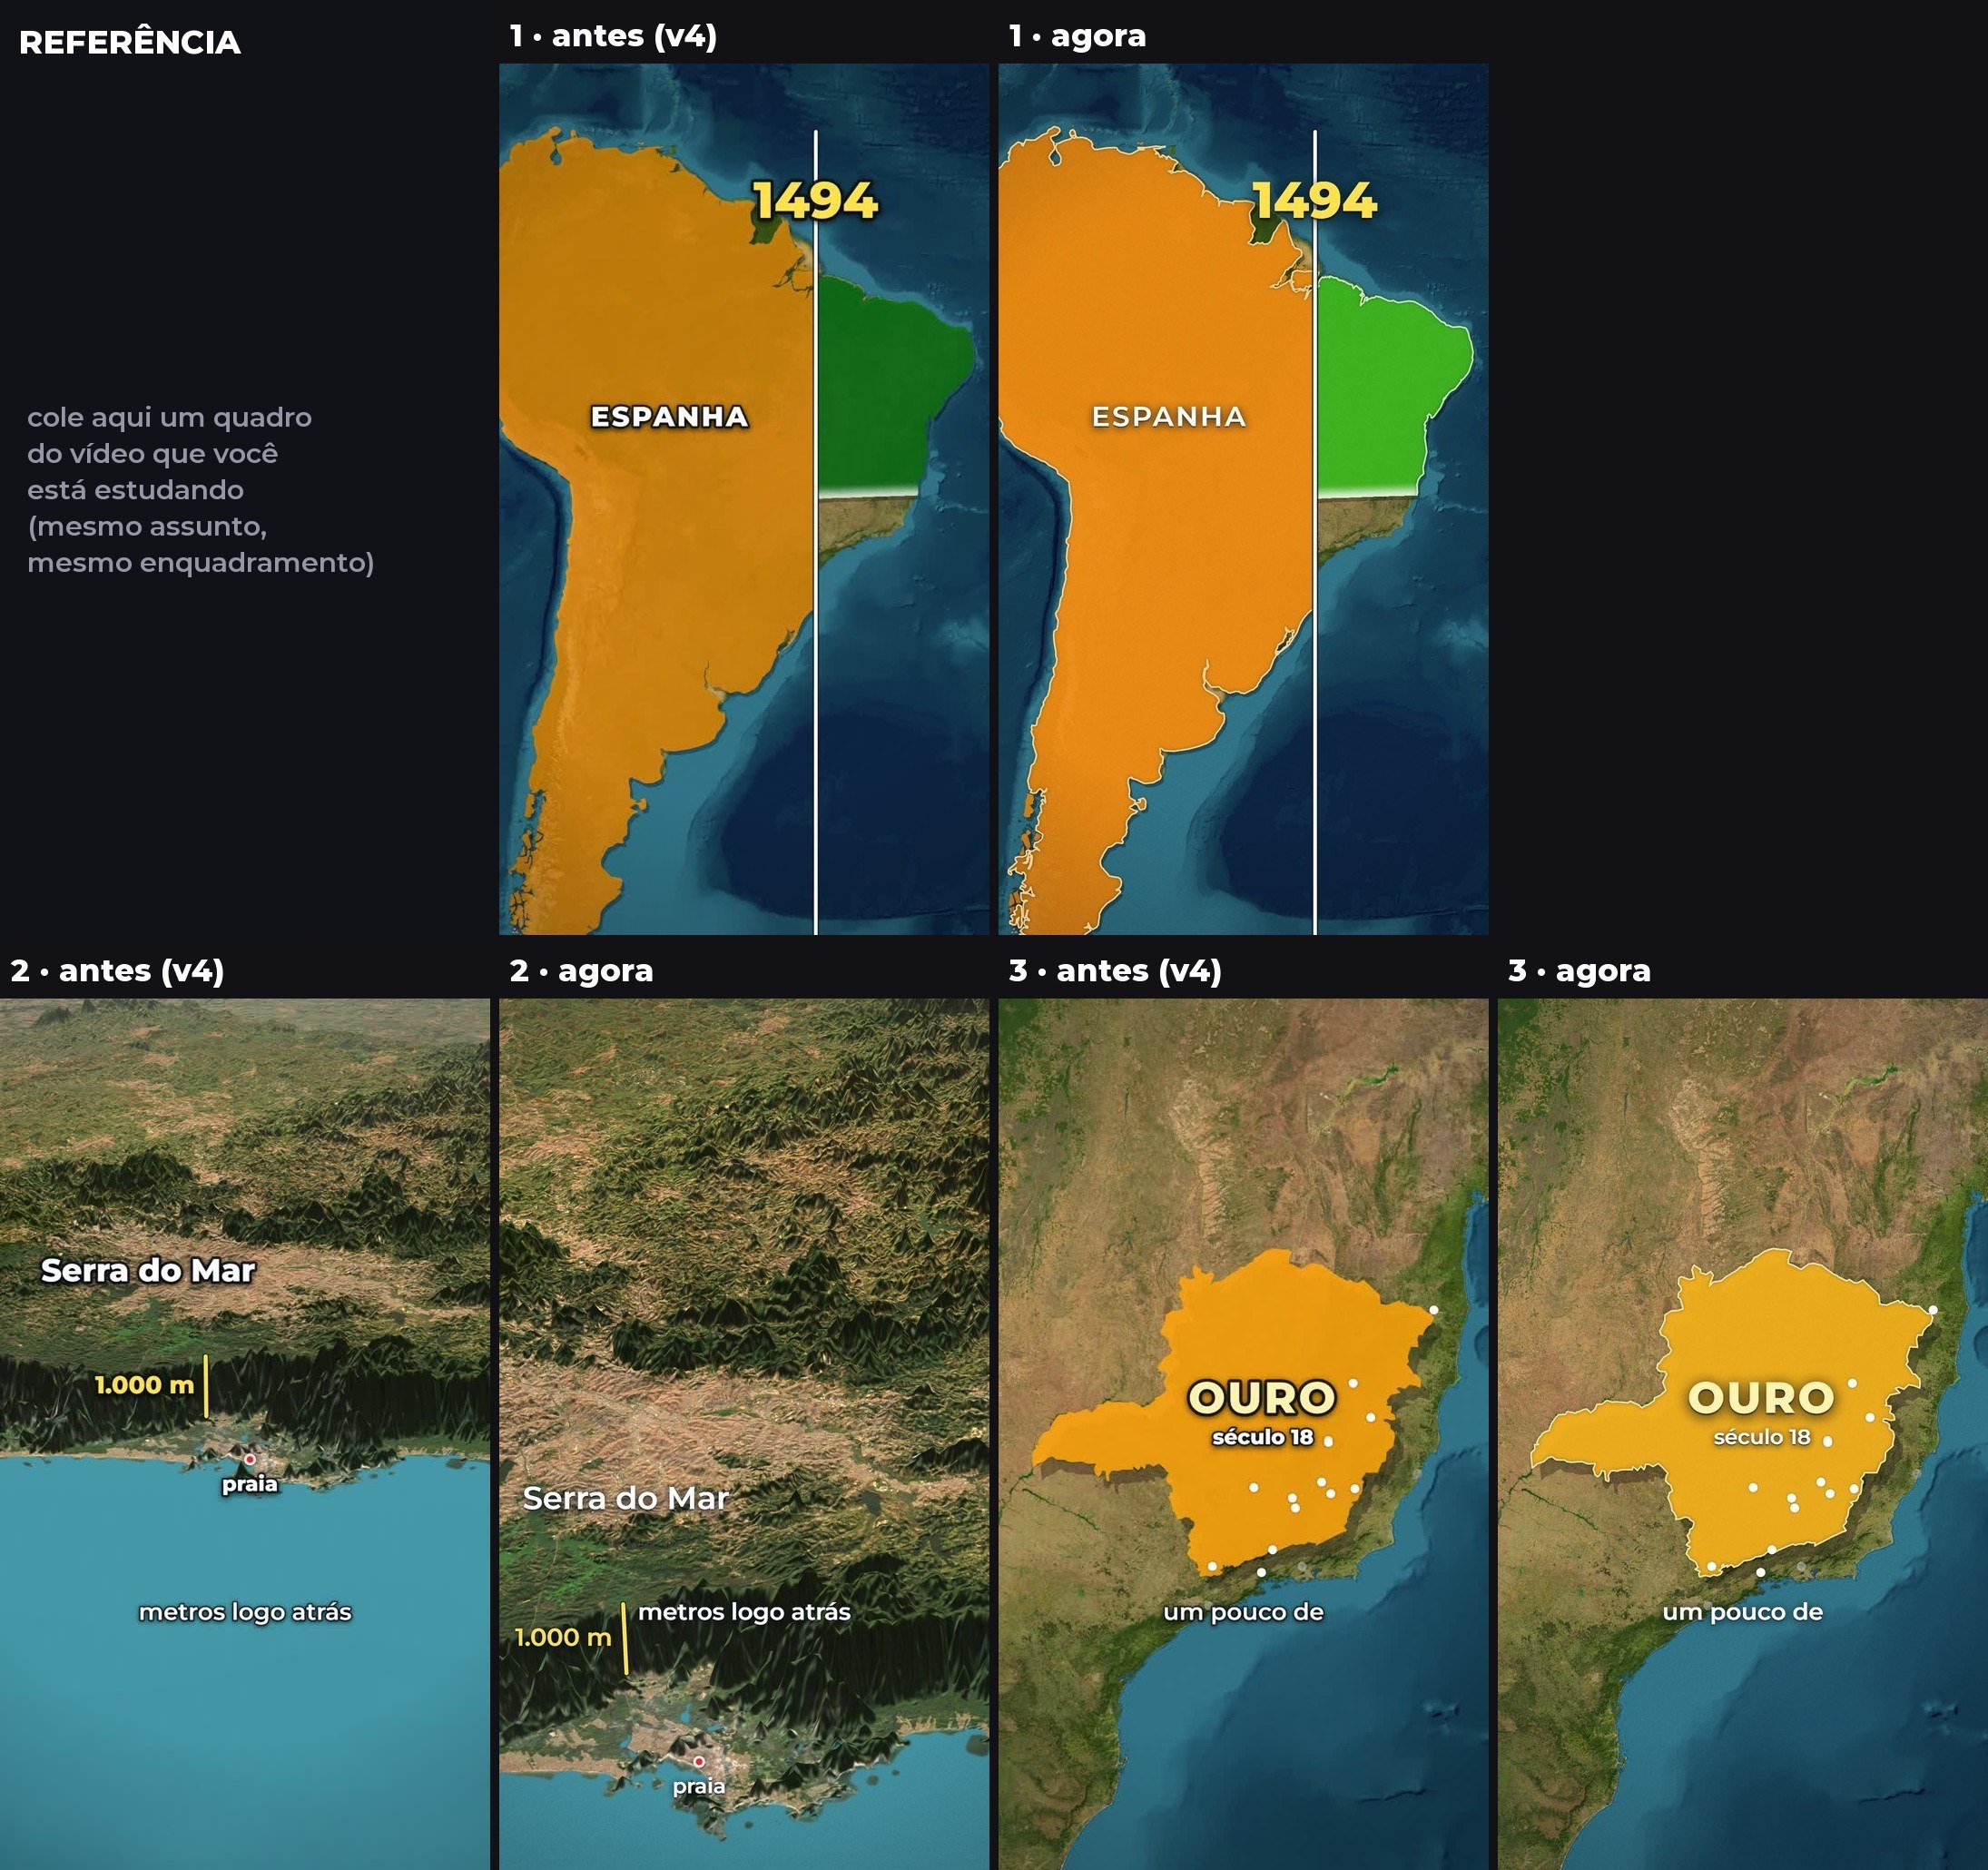 REFERÊNCIA
cole aqui um quadro
do vídeo que você
está estudando
(mesmo assunto,
mesmo enquadramento)
1 • antes (v4)
1494
ESPANHA
1 • agora
1494
ESPANHA
2 • antes (v4)
Serra do Mar
1.000 m
praia
metros logo atrás
2 • agora
Serra do Mar
metros logo atrás
1.000 m
praia
3 • antes (v4)
OURO
século 18
um pouco de
3 • agora
OURO
século 18
um pouco de